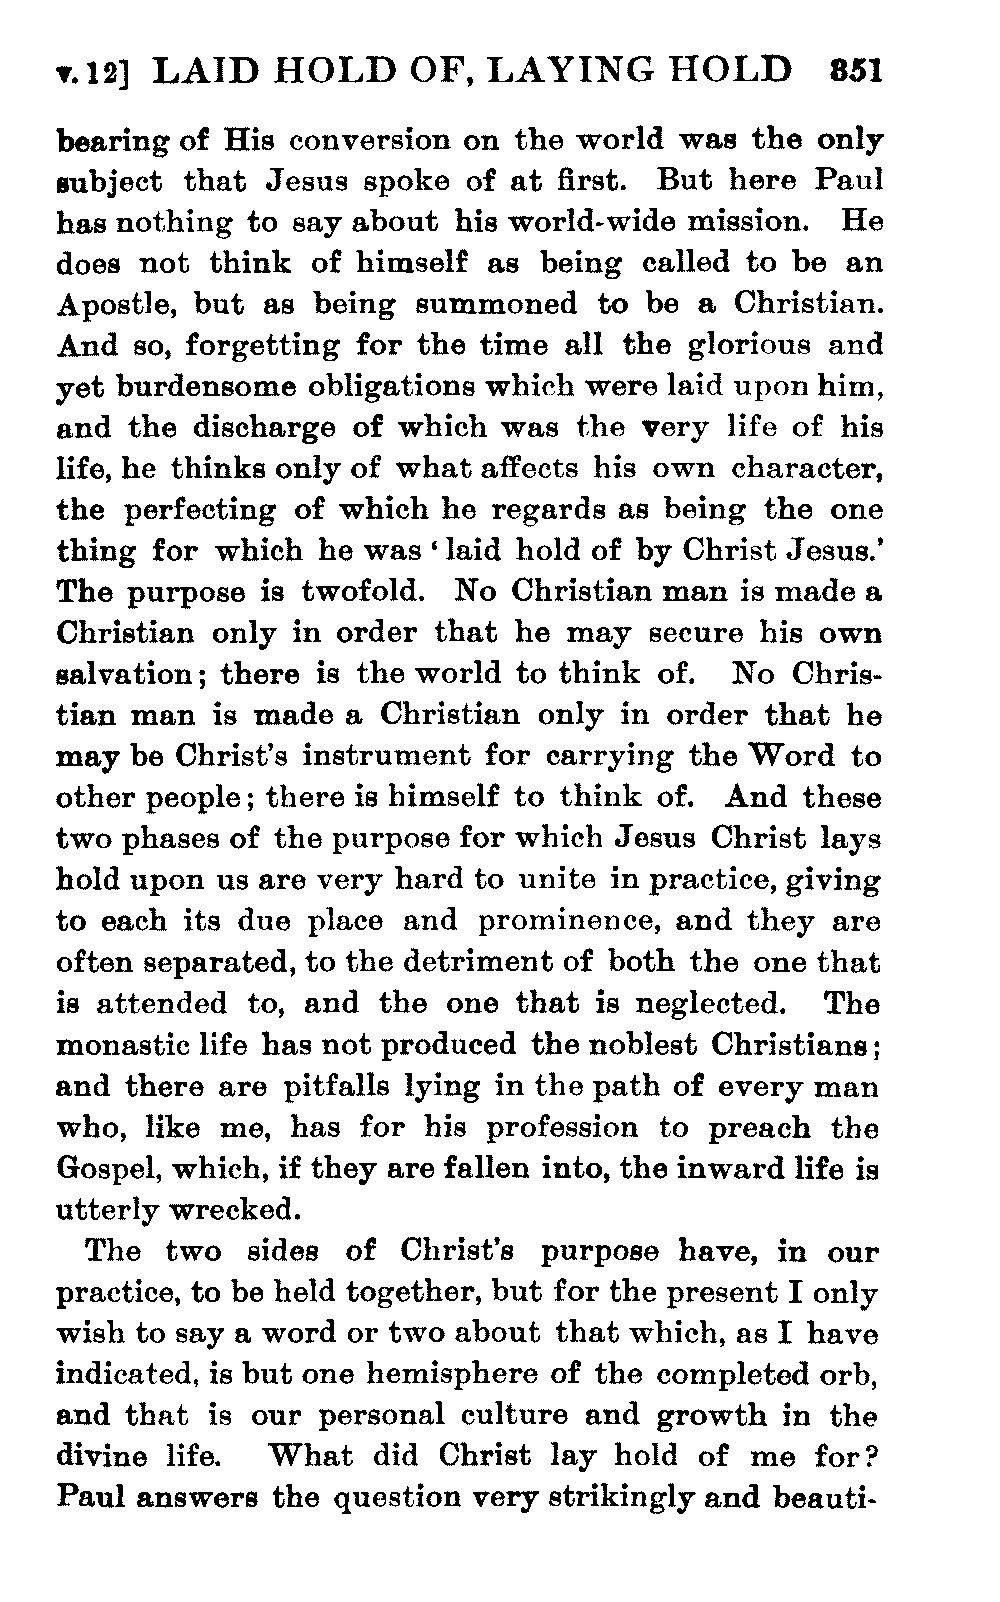 v. 12] LAID HOLD OF, LAYING HOLD 351
bearing of His conversion on the world was the only
subject that Jesus spoke of at first. But here Paul
has nothing to say about his world-wide mission. He
does not think of himself as being called to be an
Apostle, but as being summoned to be a Christian.
And so, forgetting for the time all the glorious and
yet burdensome obligations which were laid upon him,
and the discharge of which was the very life of his
life, he thinks only of what affects his own character,
the perfecting of which he regards as being the one
thing for which he was ‘laid hold of by Christ Jesus.’
The purpose is twofold. No Christian man is made a
Christian only in order that he may secure his own
salvation; there is the world to think of. No Chris-
tian man is made a Christian only in order that he
may be Christ’s instrument for carrying the Word to
other people; there is himself to think of. And these
two phases of the purpose for which Jesus Christ lays
hold upon us are very hard to unite in practice, giving
to each its due place and prominence, and they are
often separated, to the detriment of both the one that
is attended to, and the one that is neglected. The
monastic life has not produced the noblest Christians;
and there are pitfalls lying in the path of every man
who, like me, has for his profession to preach the
Gospel, which, if they are fallen into, the inward life is
utterly wrecked.
The two sides of Christ’s purpose have, in our
practice, to be held together, but for the present I only
wish to say a word or two about that which, as I have
indicated, is but one hemisphere of the completed orb,
and that is our personal culture and growth in the
divine life. What did Christ lay hold of me for?
Paul answers the question very strikingly and beauti-